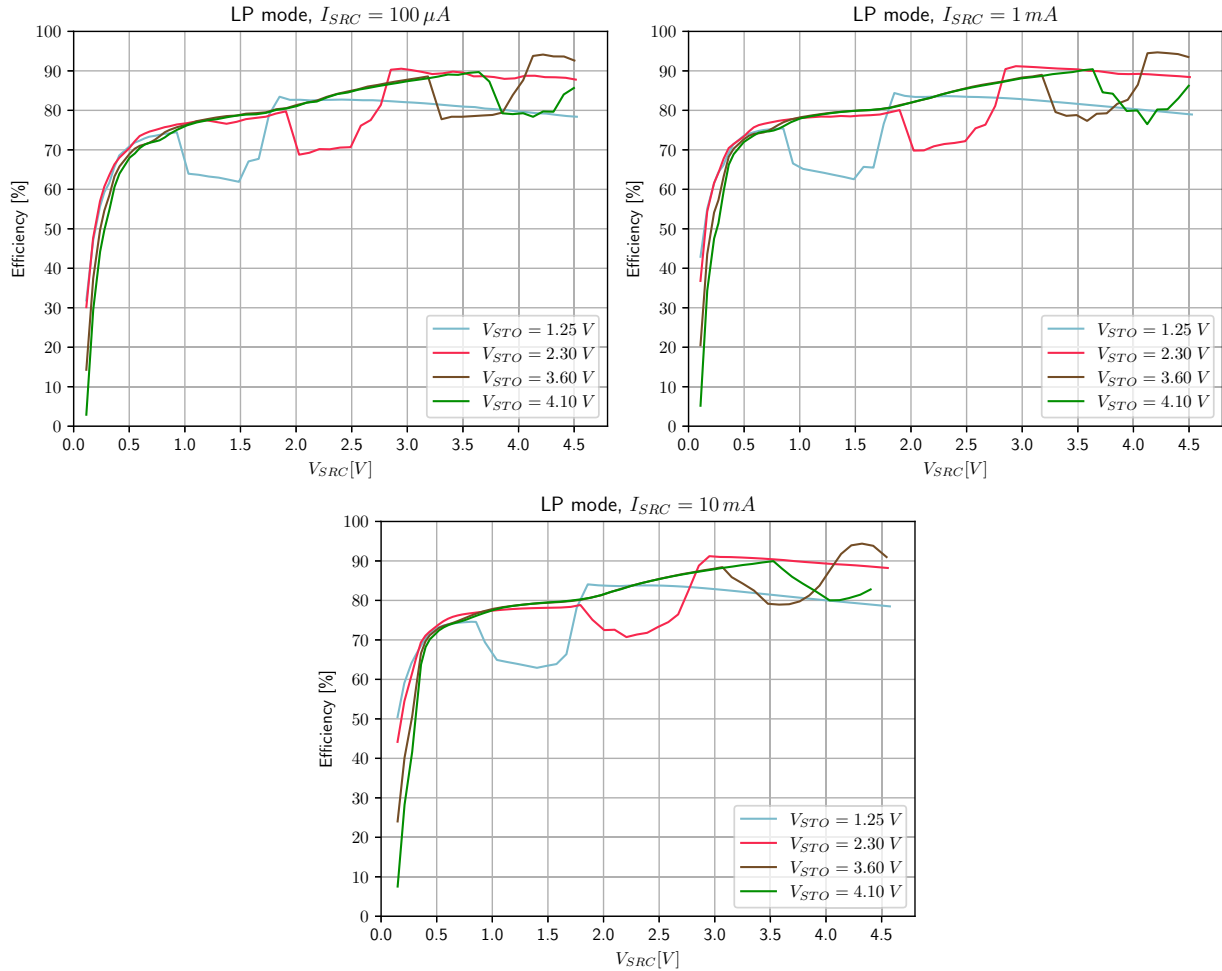 LP mode, I_SRC = 100 μA
Efficiency [%]
100
90
80
70
60
50
40
30
20
10
0
0.0 0.5 1.0 1.5 2.0 2.5 3.0 3.5 4.0 4.5
V_SRC[V]
V_STO = 1.25 V
V_STO = 2.30 V
V_STO = 3.60 V
V_STO = 4.10 V
LP mode, I_SRC = 1 mA
Efficiency [%]
100
90
80
70
60
50
40
30
20
10
0
0.0 0.5 1.0 1.5 2.0 2.5 3.0 3.5 4.0 4.5
V_SRC[V]
V_STO = 1.25 V
V_STO = 2.30 V
V_STO = 3.60 V
V_STO = 4.10 V
LP mode, I_SRC = 10 mA
Efficiency [%]
100
90
80
70
60
50
40
30
20
10
0
0.0 0.5 1.0 1.5 2.0 2.5 3.0 3.5 4.0 4.5
V_SRC[V]
V_STO = 1.25 V
V_STO = 2.30 V
V_STO = 3.60 V
V_STO = 4.10 V